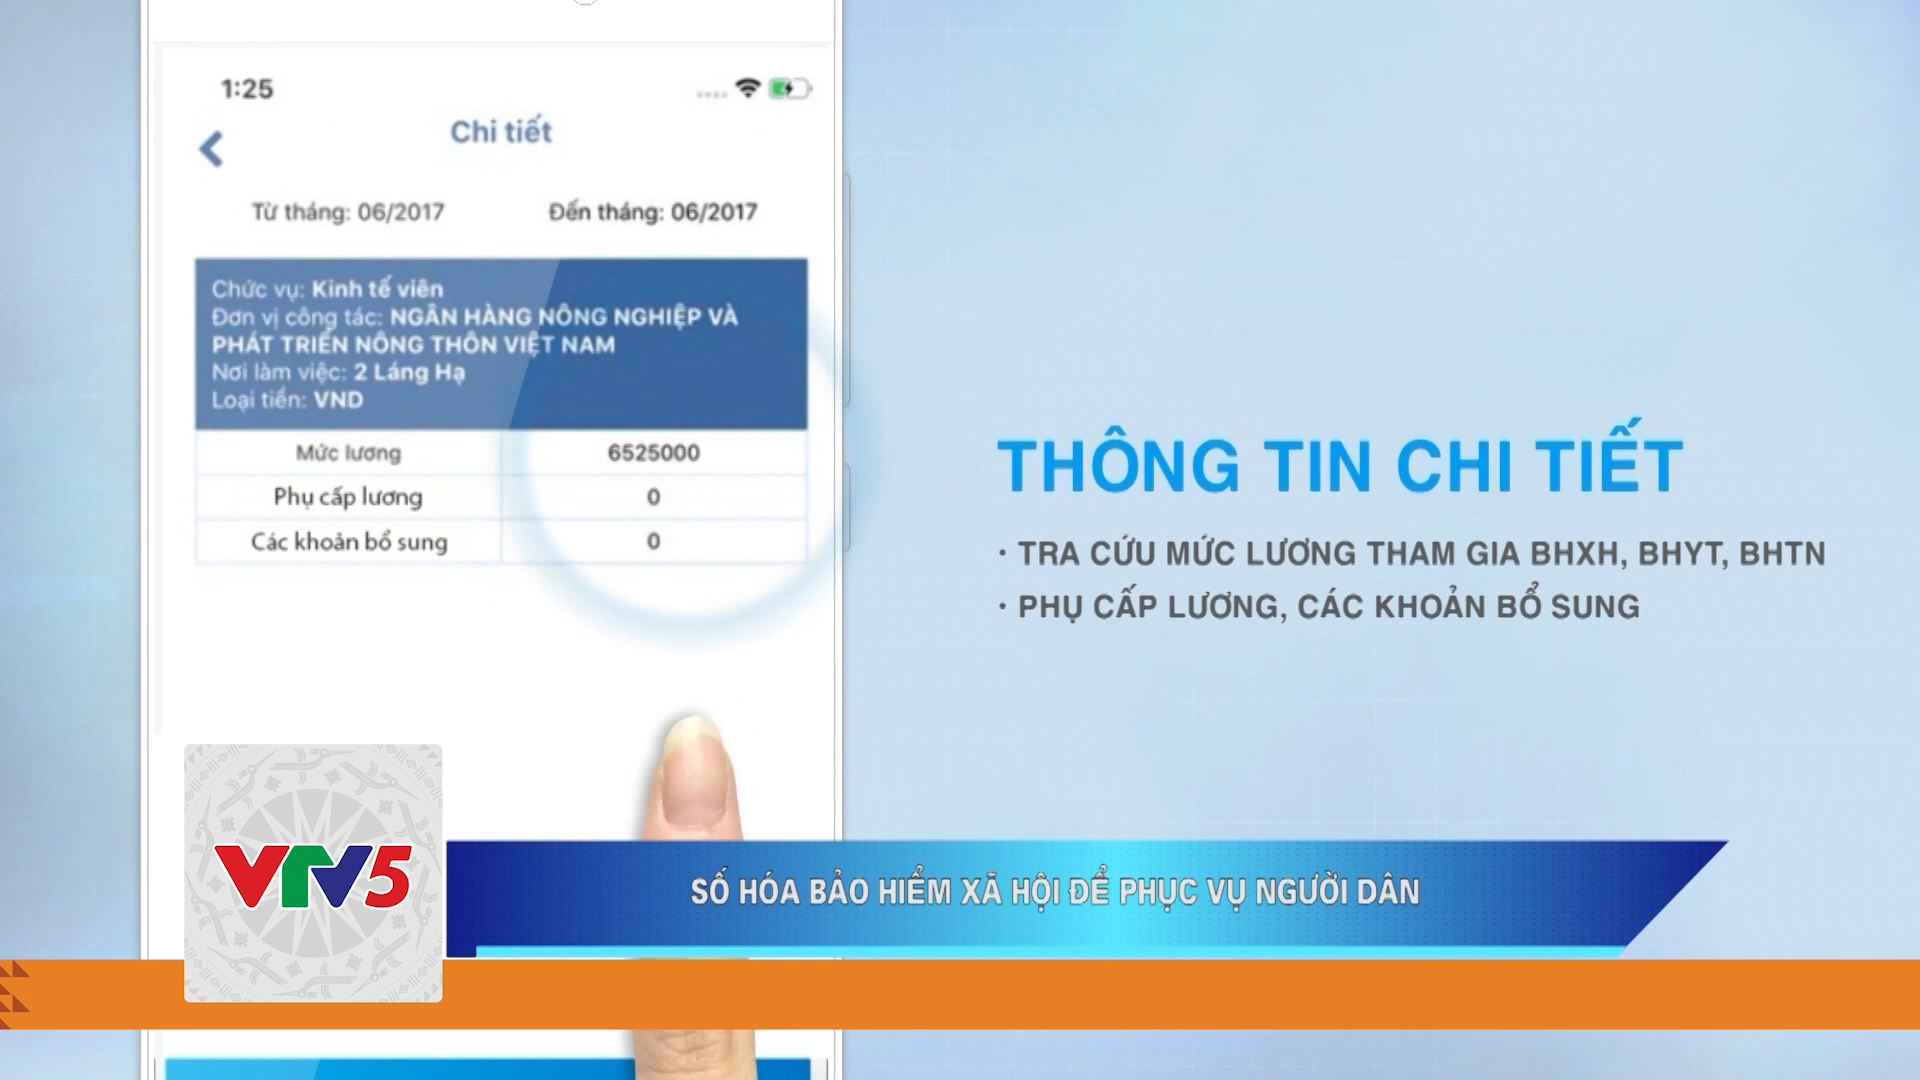 1:25
Chi tiết
Từ tháng: 06/2017
Đến tháng: 06/2017
Chức vụ: Kinh tế viên
Đơn vị công tác: NGÂN HÀNG NÔNG NGHIỆP VÀ
PHÁT TRIỂN NÔNG THÔN VIỆT NAM
Nơi làm việc: 2 Láng Hạ
Loại tiền: VND
Mức lương 6525000
Phụ cấp lương 0
Các khoản bổ sung 0
THÔNG TIN CHI TIẾT
· TRA CỨU MỨC LƯƠNG THAM GIA BHXH, BHYT, BHTN
· PHỤ CẤP LƯƠNG, CÁC KHOẢN BỔ SUNG
VTV5
SỐ HÓA BẢO HIỂM XÃ HỘI ĐỂ PHỤC VỤ NGƯỜI DÂN